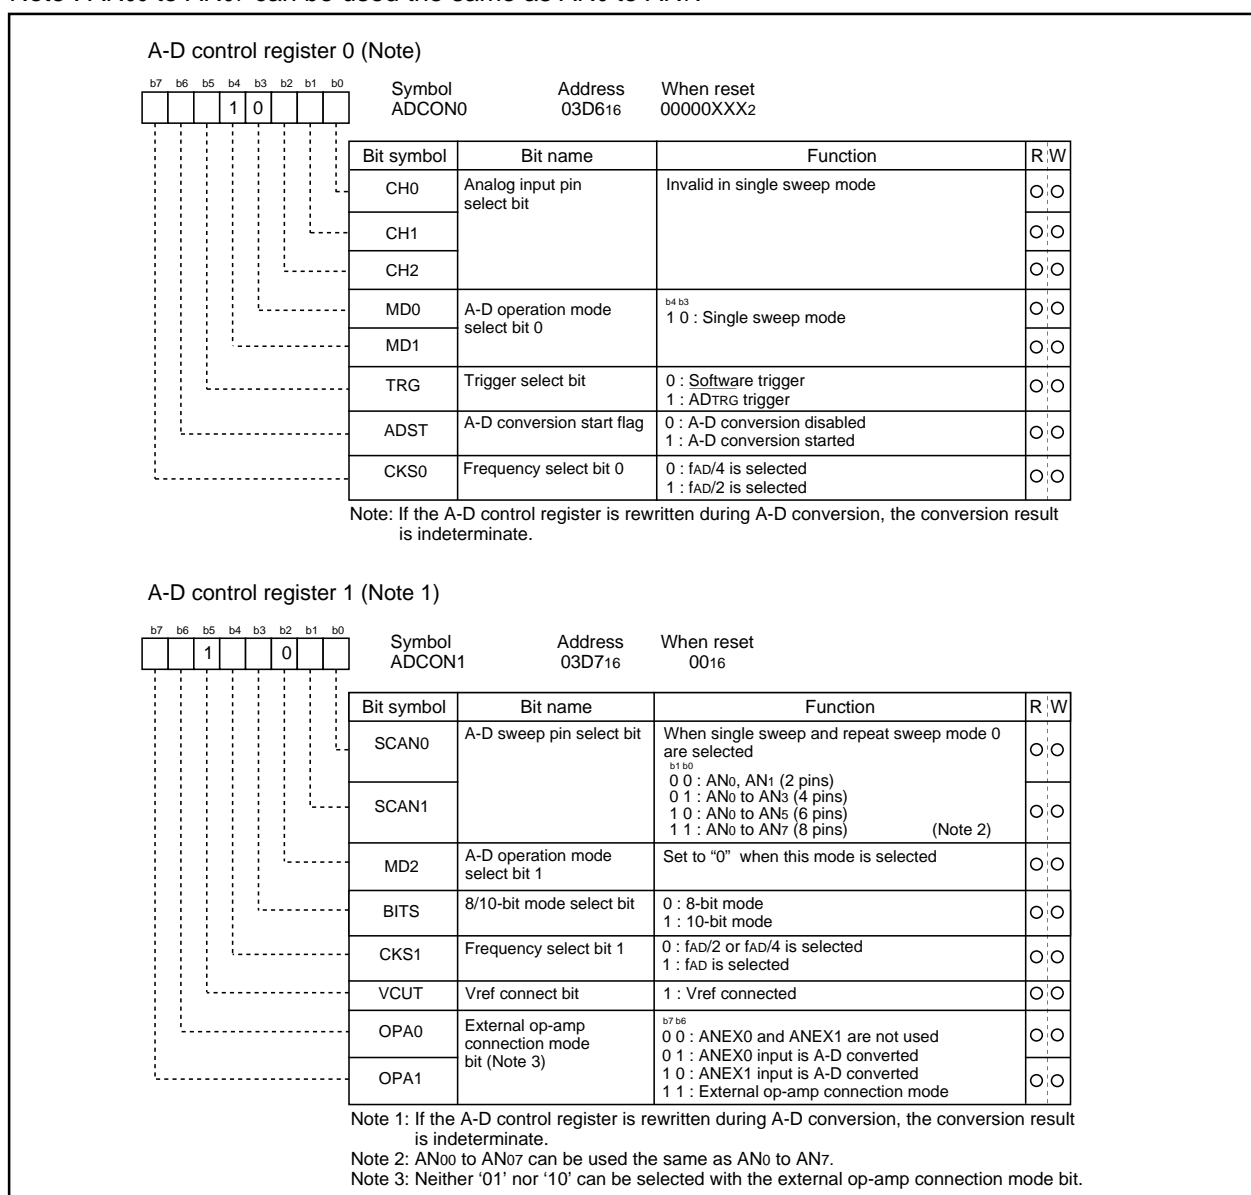 A-D control register 0 (Note)
b7 b6 b5 b4 b3 b2 b1 b0
1 0
Symbol Address When reset
ADCON0 03D616 00000XXX2
Bit symbol Bit name Function R W
CH0 Analog input pin select bit Invalid in single sweep mode
CH1
CH2
MD0 A-D operation mode select bit 0
b4 b3
1 0 : Single sweep mode
MD1
TRG Trigger select bit 0 : Software trigger
1 : ADTRG trigger
ADST A-D conversion start flag 0 : A-D conversion disabled
1 : A-D conversion started
CKS0 Frequency select bit 0 0 : fAD/4 is selected
1 : fAD/2 is selected
Note: If the A-D control register is rewritten during A-D conversion, the conversion result
is indeterminate.
A-D control register 1 (Note 1)
b7 b6 b5 b4 b3 b2 b1 b0
1 0
Symbol Address When reset
ADCON1 03D716 0016
Bit symbol Bit name Function R W
SCAN0 A-D sweep pin select bit When single sweep and repeat sweep mode 0
are selected
b1 b0
0 0 : AN0, AN1 (2 pins)
0 1 : AN0 to AN3 (4 pins)
SCAN1
1 0 : AN0 to AN5 (6 pins)
1 1 : AN0 to AN7 (8 pins) (Note 2)
MD2 A-D operation mode select bit 1 Set to “0” when this mode is selected
BITS 8/10-bit mode select bit 0 : 8-bit mode
1 : 10-bit mode
CKS1 Frequency select bit 1 0 : fAD/2 or fAD/4 is selected
1 : fAD is selected
VCUT Vref connect bit 1 : Vref connected
OPA0 External op-amp connection mode bit (Note 3)
b7 b6
0 0 : ANEX0 and ANEX1 are not used
0 1 : ANEX0 input is A-D converted
OPA1
1 0 : ANEX1 input is A-D converted
1 1 : External op-amp connection mode
Note 1: If the A-D control register is rewritten during A-D conversion, the conversion result
is indeterminate.
Note 2: AN00 to AN07 can be used the same as AN0 to AN7.
Note 3: Neither ‘01’ nor ‘10’ can be selected with the external op-amp connection mode bit.